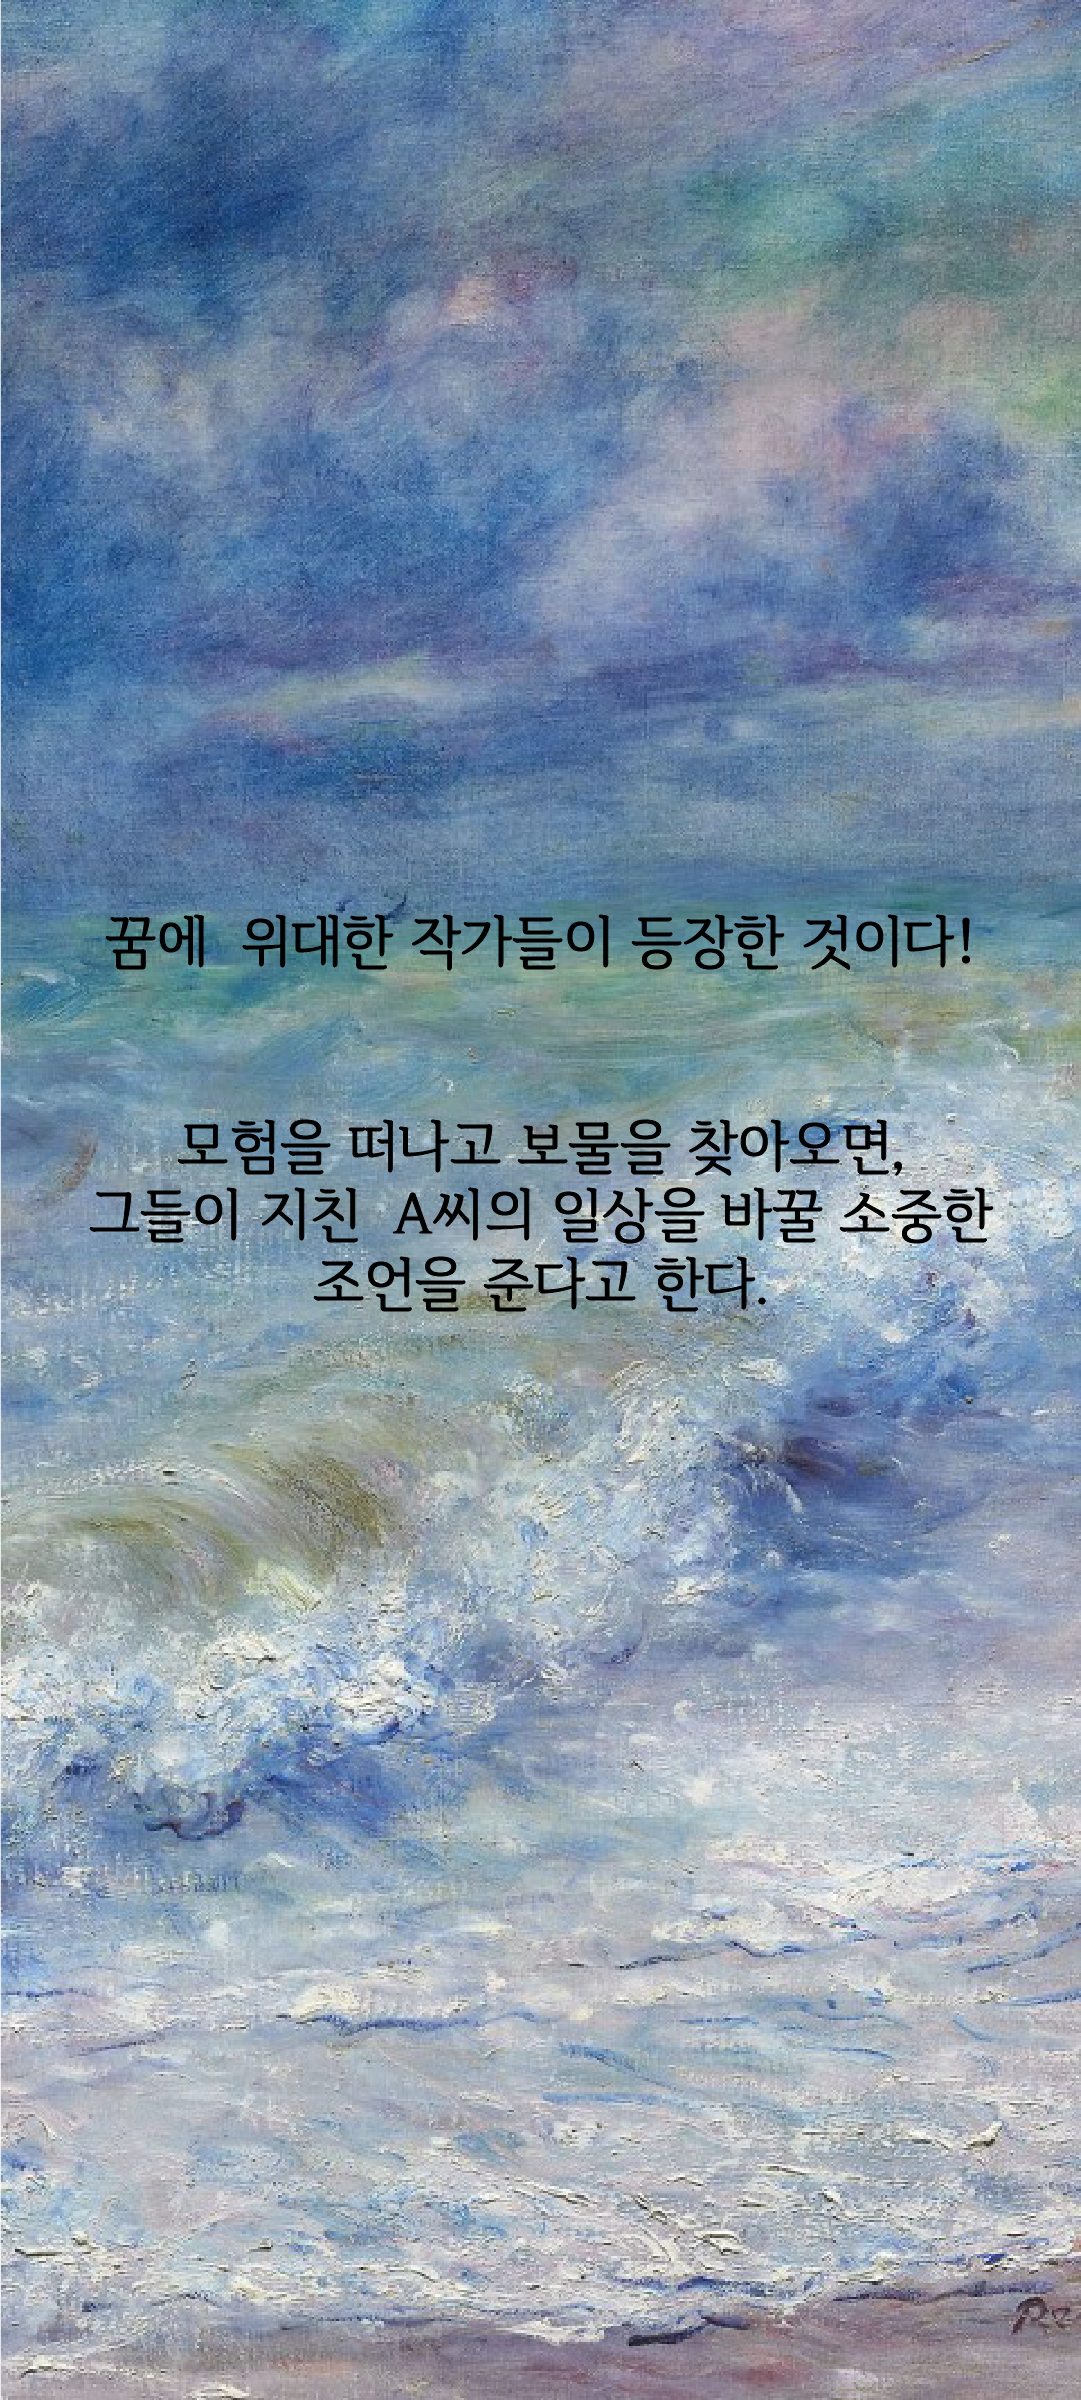 꿈에  위대한 작가들이 등장한 것이다!
모험을 떠나고 보물을 찾아오면,
그들이 지친  A씨의 일상을 바꿀 소중한
조언을 준다고 한다.